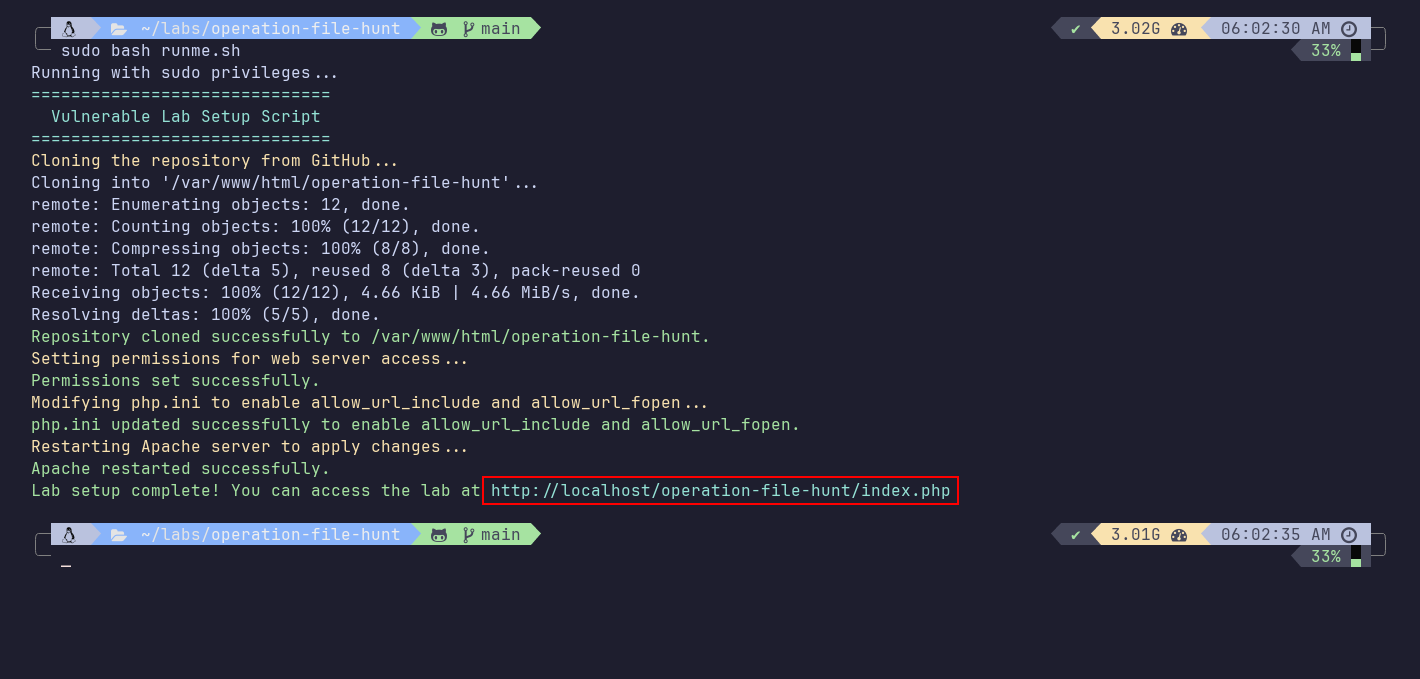 ~/labs/operation-file-hunt main ✔ 3.02G 06:02:30 AM
sudo bash runme.sh 33%
Running with sudo privileges...
==============================
Vulnerable Lab Setup Script
==============================
Cloning the repository from GitHub...
Cloning into '/var/www/html/operation-file-hunt'...
remote: Enumerating objects: 12, done.
remote: Counting objects: 100% (12/12), done.
remote: Compressing objects: 100% (8/8), done.
remote: Total 12 (delta 5), reused 8 (delta 3), pack-reused 0
Receiving objects: 100% (12/12), 4.66 KiB | 4.66 MiB/s, done.
Resolving deltas: 100% (5/5), done.
Repository cloned successfully to /var/www/html/operation-file-hunt.
Setting permissions for web server access...
Permissions set successfully.
Modifying php.ini to enable allow_url_include and allow_url_fopen...
php.ini updated successfully to enable allow_url_include and allow_url_fopen.
Restarting Apache server to apply changes...
Apache restarted successfully.
Lab setup complete! You can access the lab at http://localhost/operation-file-hunt/index.php
~/labs/operation-file-hunt main ✔ 3.01G 06:02:35 AM
_ 33%